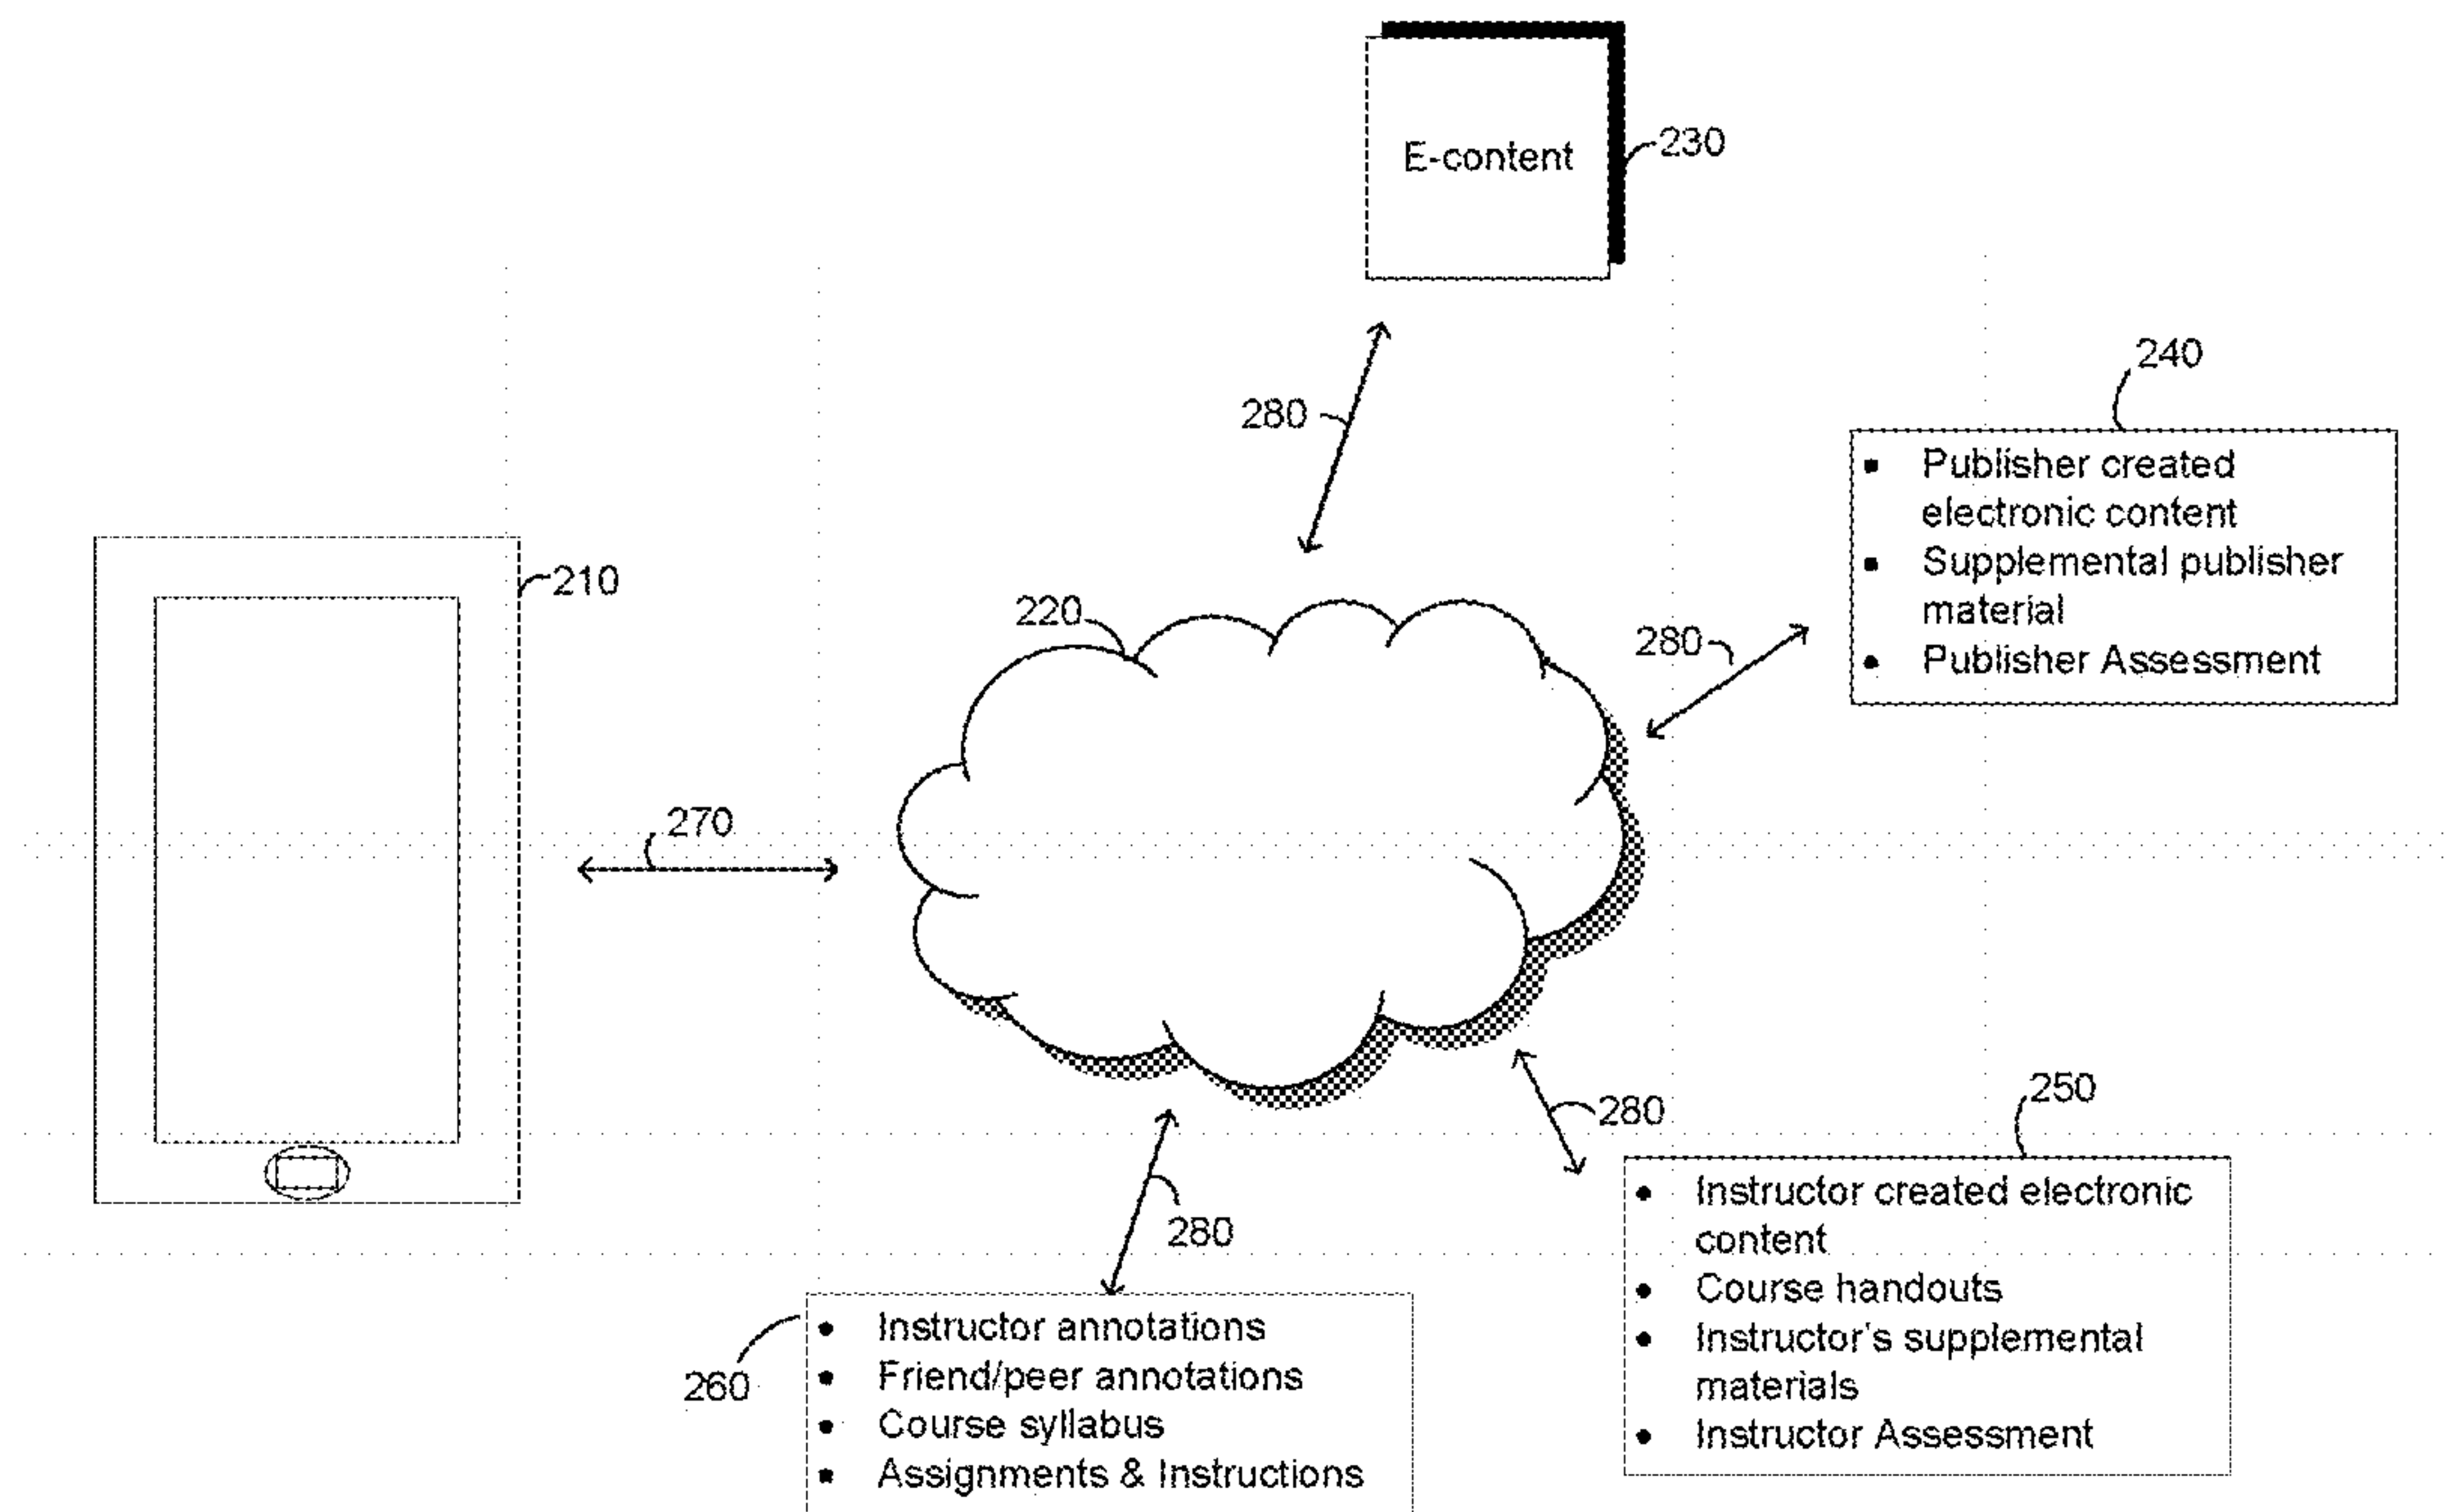 E-content
230
240
280
• Publisher created
electronic content
• Supplemental publisher
material
• Publisher Assessment
210
220
280
270
250
280
• Instructor created electronic
content
• Course handouts
• Instructor's supplemental
materials
• Instructor Assessment
280
260
• Instructor annotations
• Friend/peer annotations
• Course syllabus
• Assignments & Instructions